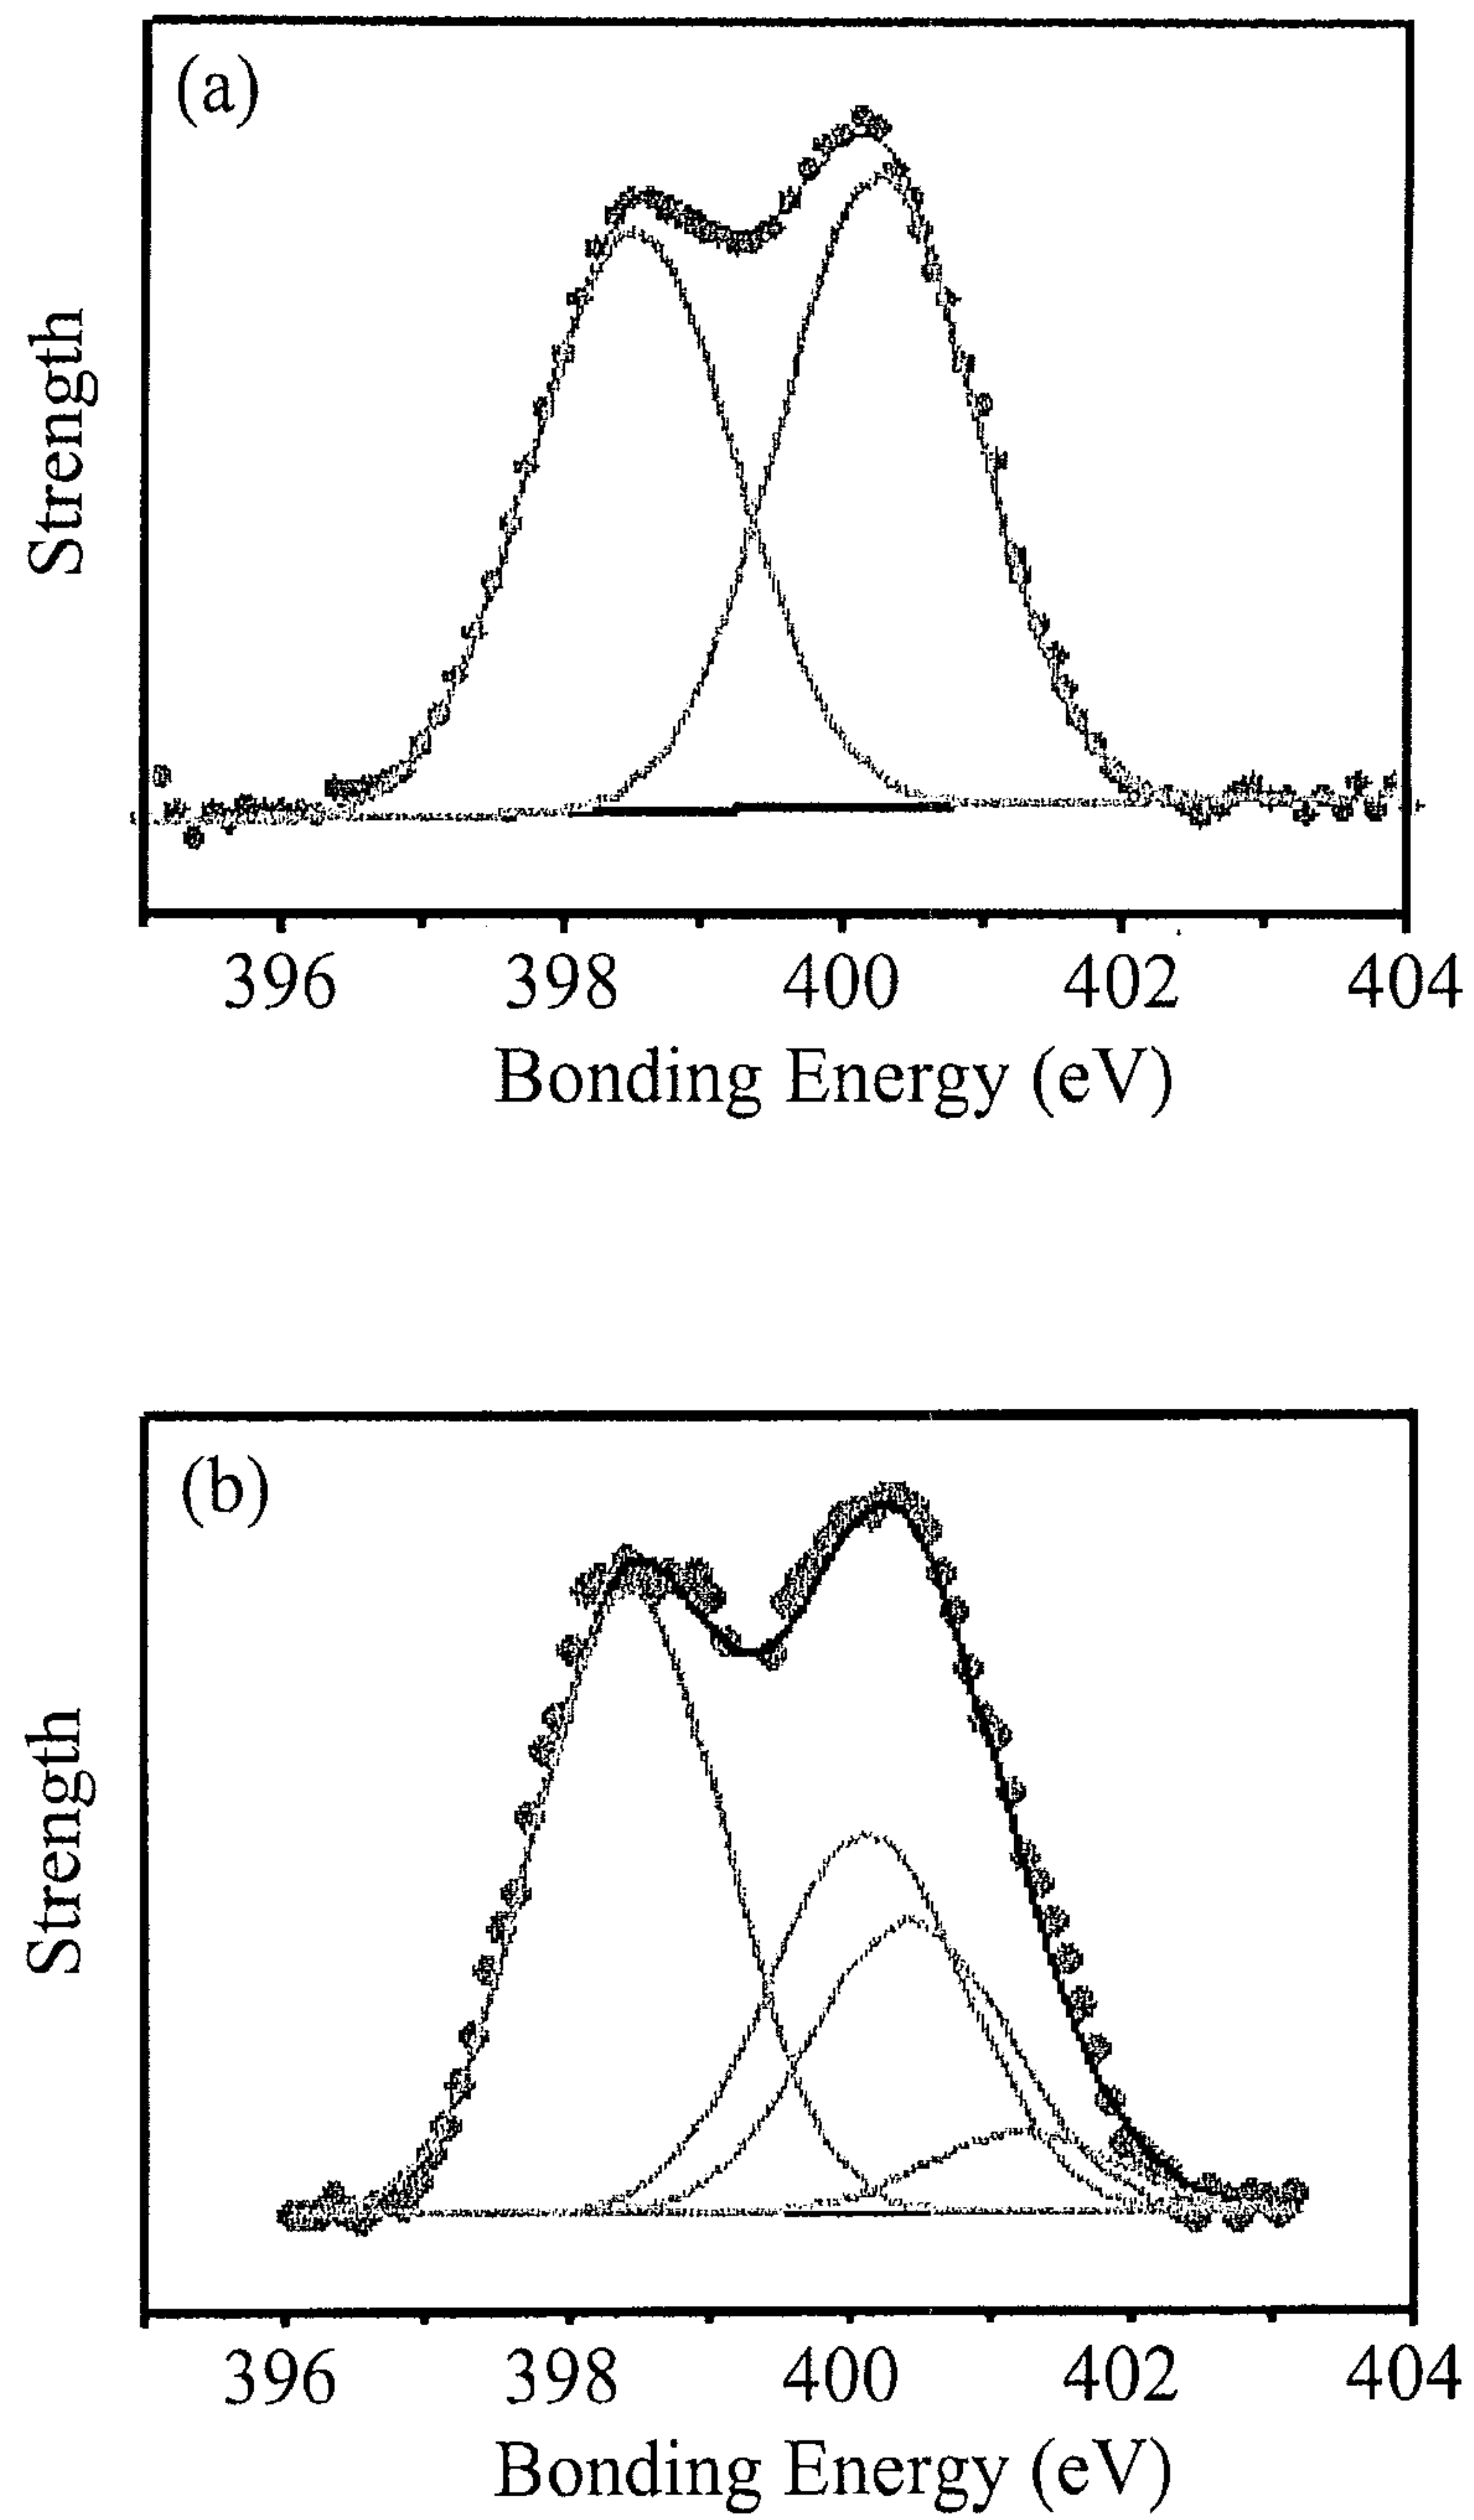 (a)
Strength
396 398 400 402 404
Bonding Energy (eV)
(b)
Strength
396 398 400 402 404
Bonding Energy (eV)